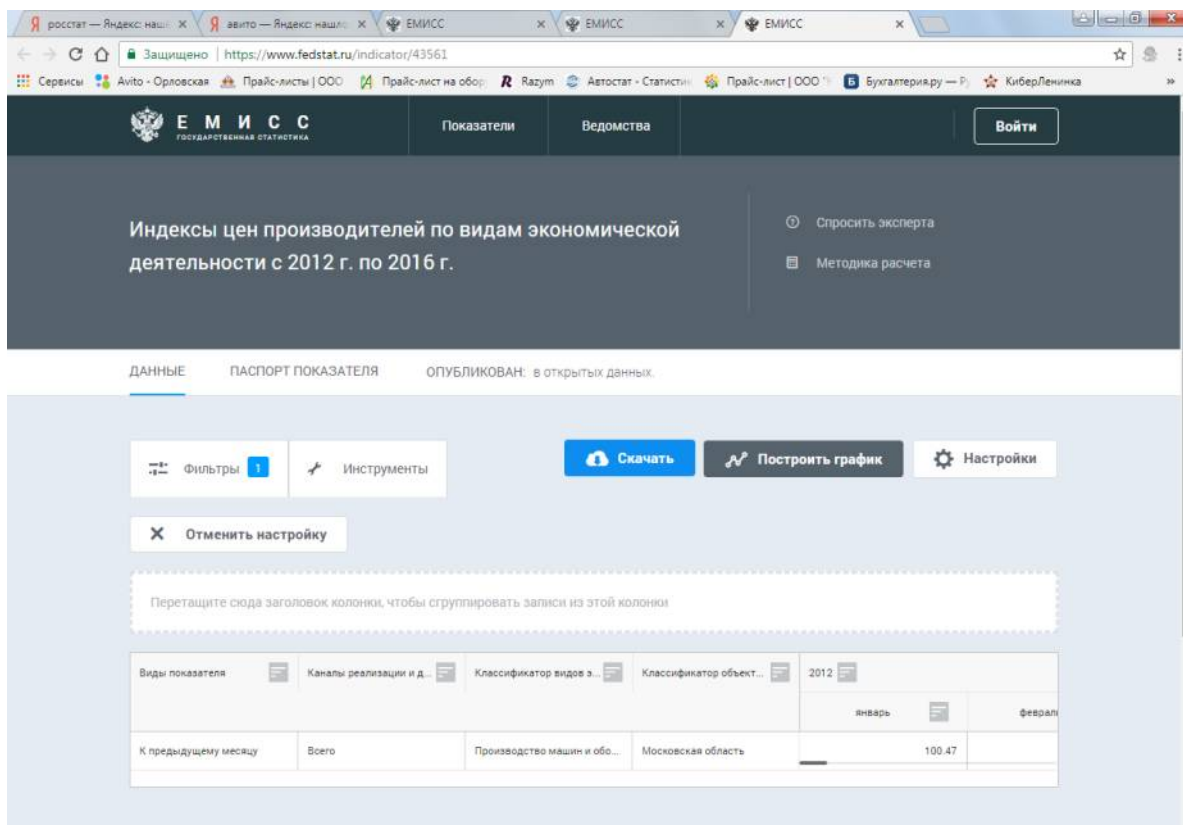 росстат — Яндекс: наш
авито — Яндекс: нашло
ЕМИСС
ЕМИСС
ЕМИСС
Защищено
https://www.fedstat.ru/indicator/43561
Сервисы
Avito - Орловская
Прайс-листы | ООО
Прайс-лист на обор
Razym
Автостат - Статисти
Прайс-лист | ООО
Бухгалтерия.ру — Р
КиберЛенинка
»
ЕМИСС
ГОСУДАРСТВЕННАЯ СТАТИСТИКА
Показатели
Ведомства
Войти
Индексы цен производителей по видам экономической
деятельности с 2012 г. по 2016 г.
Спросить эксперта
Методика расчета
ДАННЫЕ
ПАСПОРТ ПОКАЗАТЕЛЯ
ОПУБЛИКОВАН: в открытых данных.
Фильтры 1
Инструменты
Скачать
Построить график
Настройки
Отменить настройку
Перетащите сюда заголовок колонки, чтобы сгруппировать записи из этой колонки
Виды показателя
Каналы реализации и д...
Классификатор видов э...
Классификатор объект...
2012
январь
феврал
К предыдущему месяцу
Всего
Производство машин и обо...
Московская область
100.47